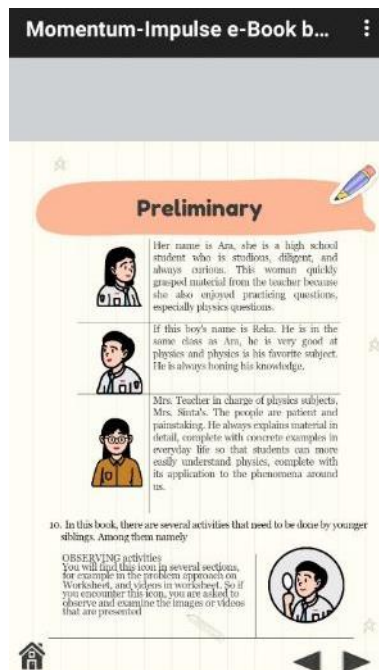 Momentum-Impulse e-Book b...
Preliminary
Her name is Ara, she is a high school
student who is studious, diligent, and
always curious. This woman quickly
grasped material from the teacher because
she also enjoyed practicing questions,
especially physics questions.
If this boy's name is Reka. He is in the
same class as Ara, he is very good at
physics and physics is his favorite subject.
He is always honing his knowledge.
Mrs. Teacher in charge of physics subjects,
Mrs. Sinta's. The people are patient and
painstaking. He always explains material in
detail, complete with concrete examples in
everyday life so that students can more
easily understand physics, complete with
its application to the phenomena around
us.
10. In this book, there are several activities that need to be done by younger
siblings. Among them namely
OBSERVING activities
You will find this icon in several sections,
for example in the problem approach on
Worksheet, and videos in worksheet. So if
you encounter this icon, you are asked to
observe and examine the images or videos
that are presented